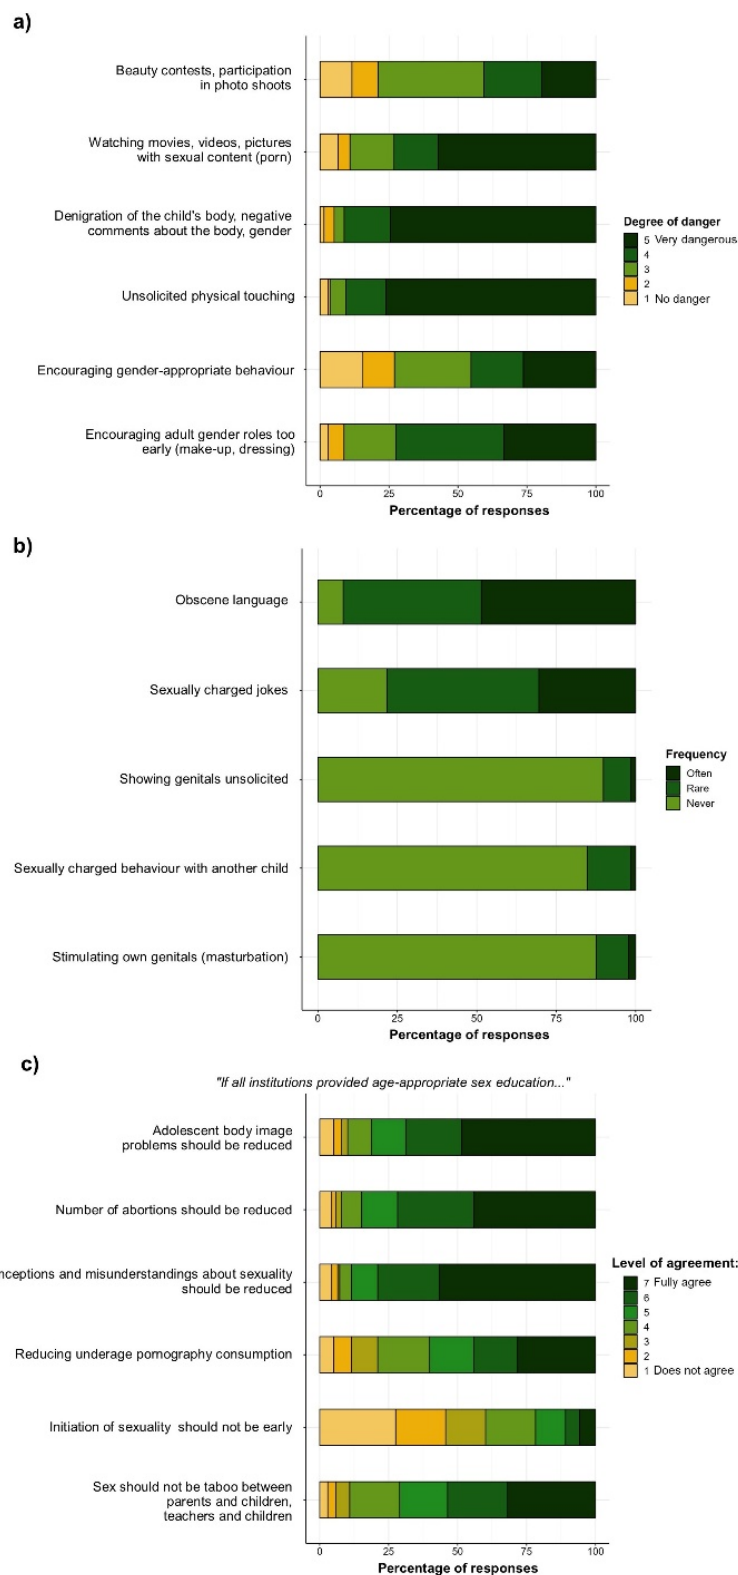 a)
Beauty contests, participation
in photo shoots
Watching movies, videos, pictures
with sexual content (porn)
Denigration of the child's body, negative
comments about the body, gender
Unsolicited physical touching
Encouraging gender-appropriate behaviour
Encouraging adult gender roles too
early (make-up, dressing)
0 25 50 75 100
Percentage of responses
Degree of danger
5 Very dangerous
4
3
2
1 No danger
b)
Obscene language
Sexually charged jokes
Showing genitals unsolicited
Sexually charged behaviour with another child
Stimulating own genitals (masturbation)
0 25 50 75 100
Percentage of responses
Frequency
Often
Rare
Never
c)
"If all institutions provided age-appropriate sex education..."
Adolescent body image
problems should be reduced
Number of abortions should be reduced
and misunderstandings about sexuality
should be reduced
Reducing underage pornography consumption
Initiation of sexuality should not be early
Sex should not be taboo between
parents and children,
teachers and children
0 25 50 75 100
Percentage of responses
Level of agreement:
7 Fully agree
6
5
4
3
2
1 Does not agree